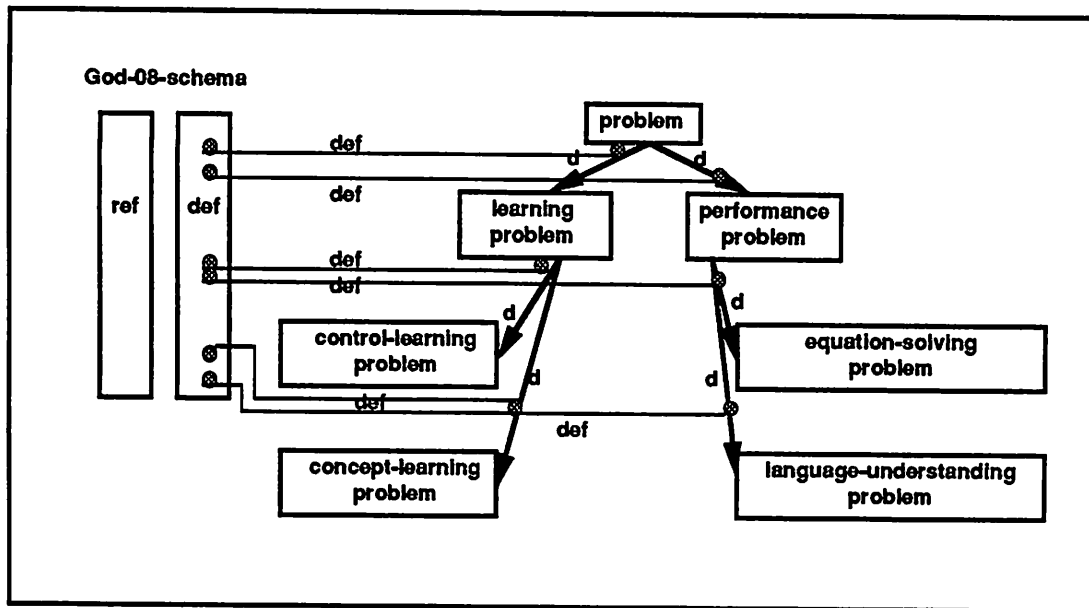 God-08-schema
problem
def
d
d
ref
def
def
learning
problem
performance
problem
def
def
d
d
control-learning
problem
equation-solving
problem
d
d
def
def
concept-learning
problem
language-understanding
problem